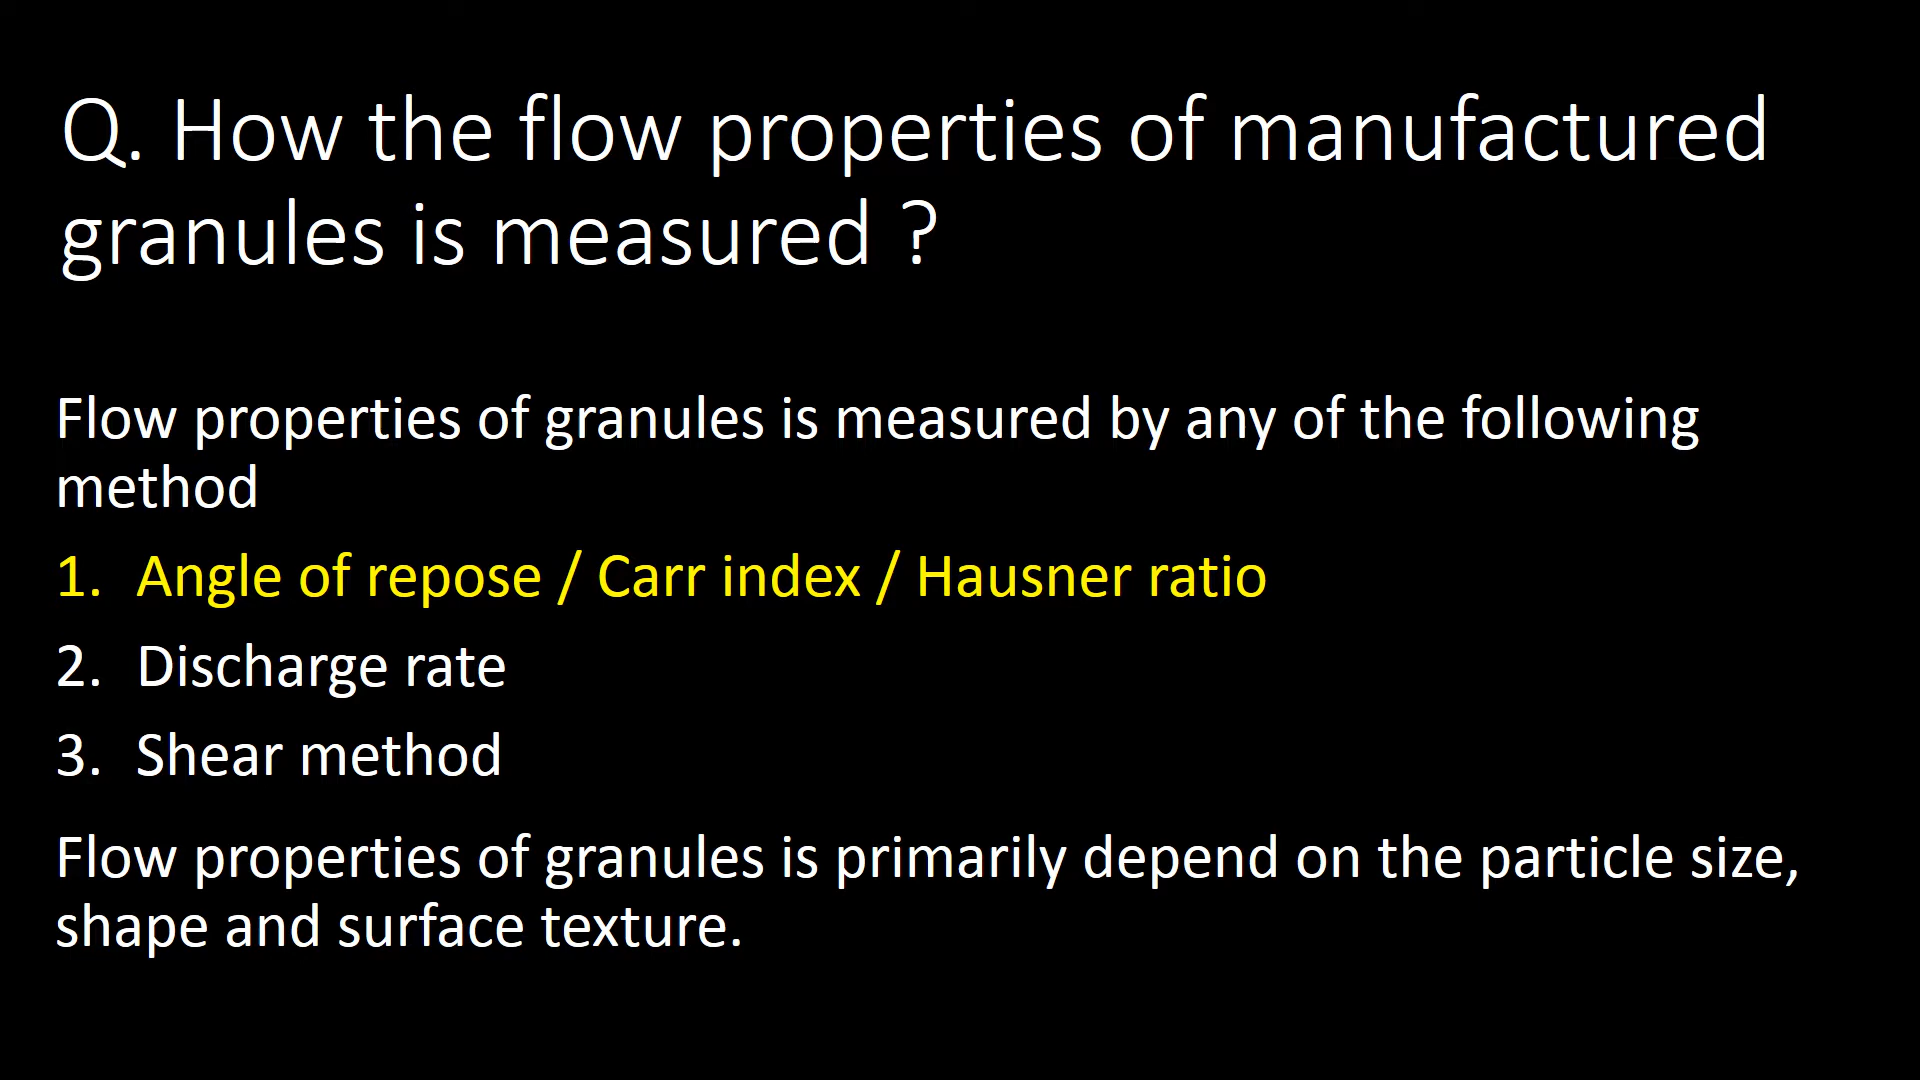 Q. How the flow properties of manufactured
granules is measured ?
Flow properties of granules is measured by any of the following
method
1. Angle of repose / Carr index / Hausner ratio
2. Discharge rate
3. Shear method
Flow properties of granules is primarily depend on the particle size,
shape and surface texture.